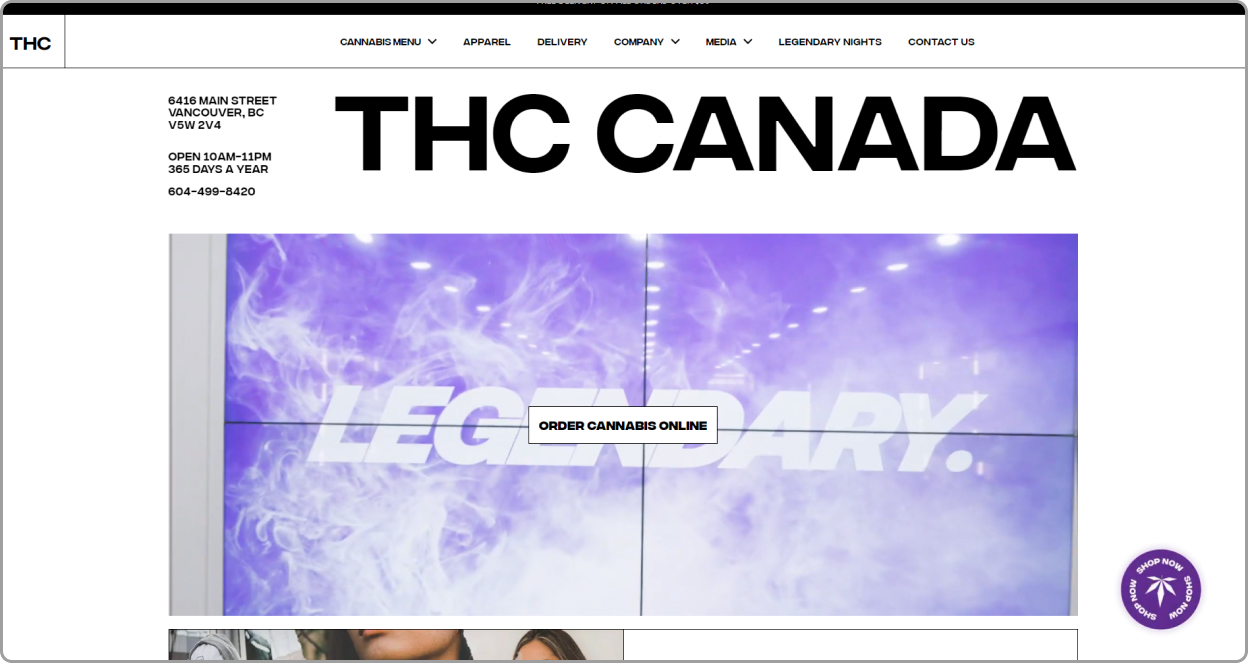 THC
CANNABIS MENU
APPAREL
DELIVERY
COMPANY
MEDIA
LEGENDARY NIGHTS
CONTACT US
6416 MAIN STREET
VANCOUVER, BC
V5W 2V4
OPEN 10AM-11PM
365 DAYS A YEAR
604-499-8420
THC CANADA
LEGENDARY.
ORDER CANNABIS ONLINE
SHOP NOW
SHOP NOW
SHOP NOW